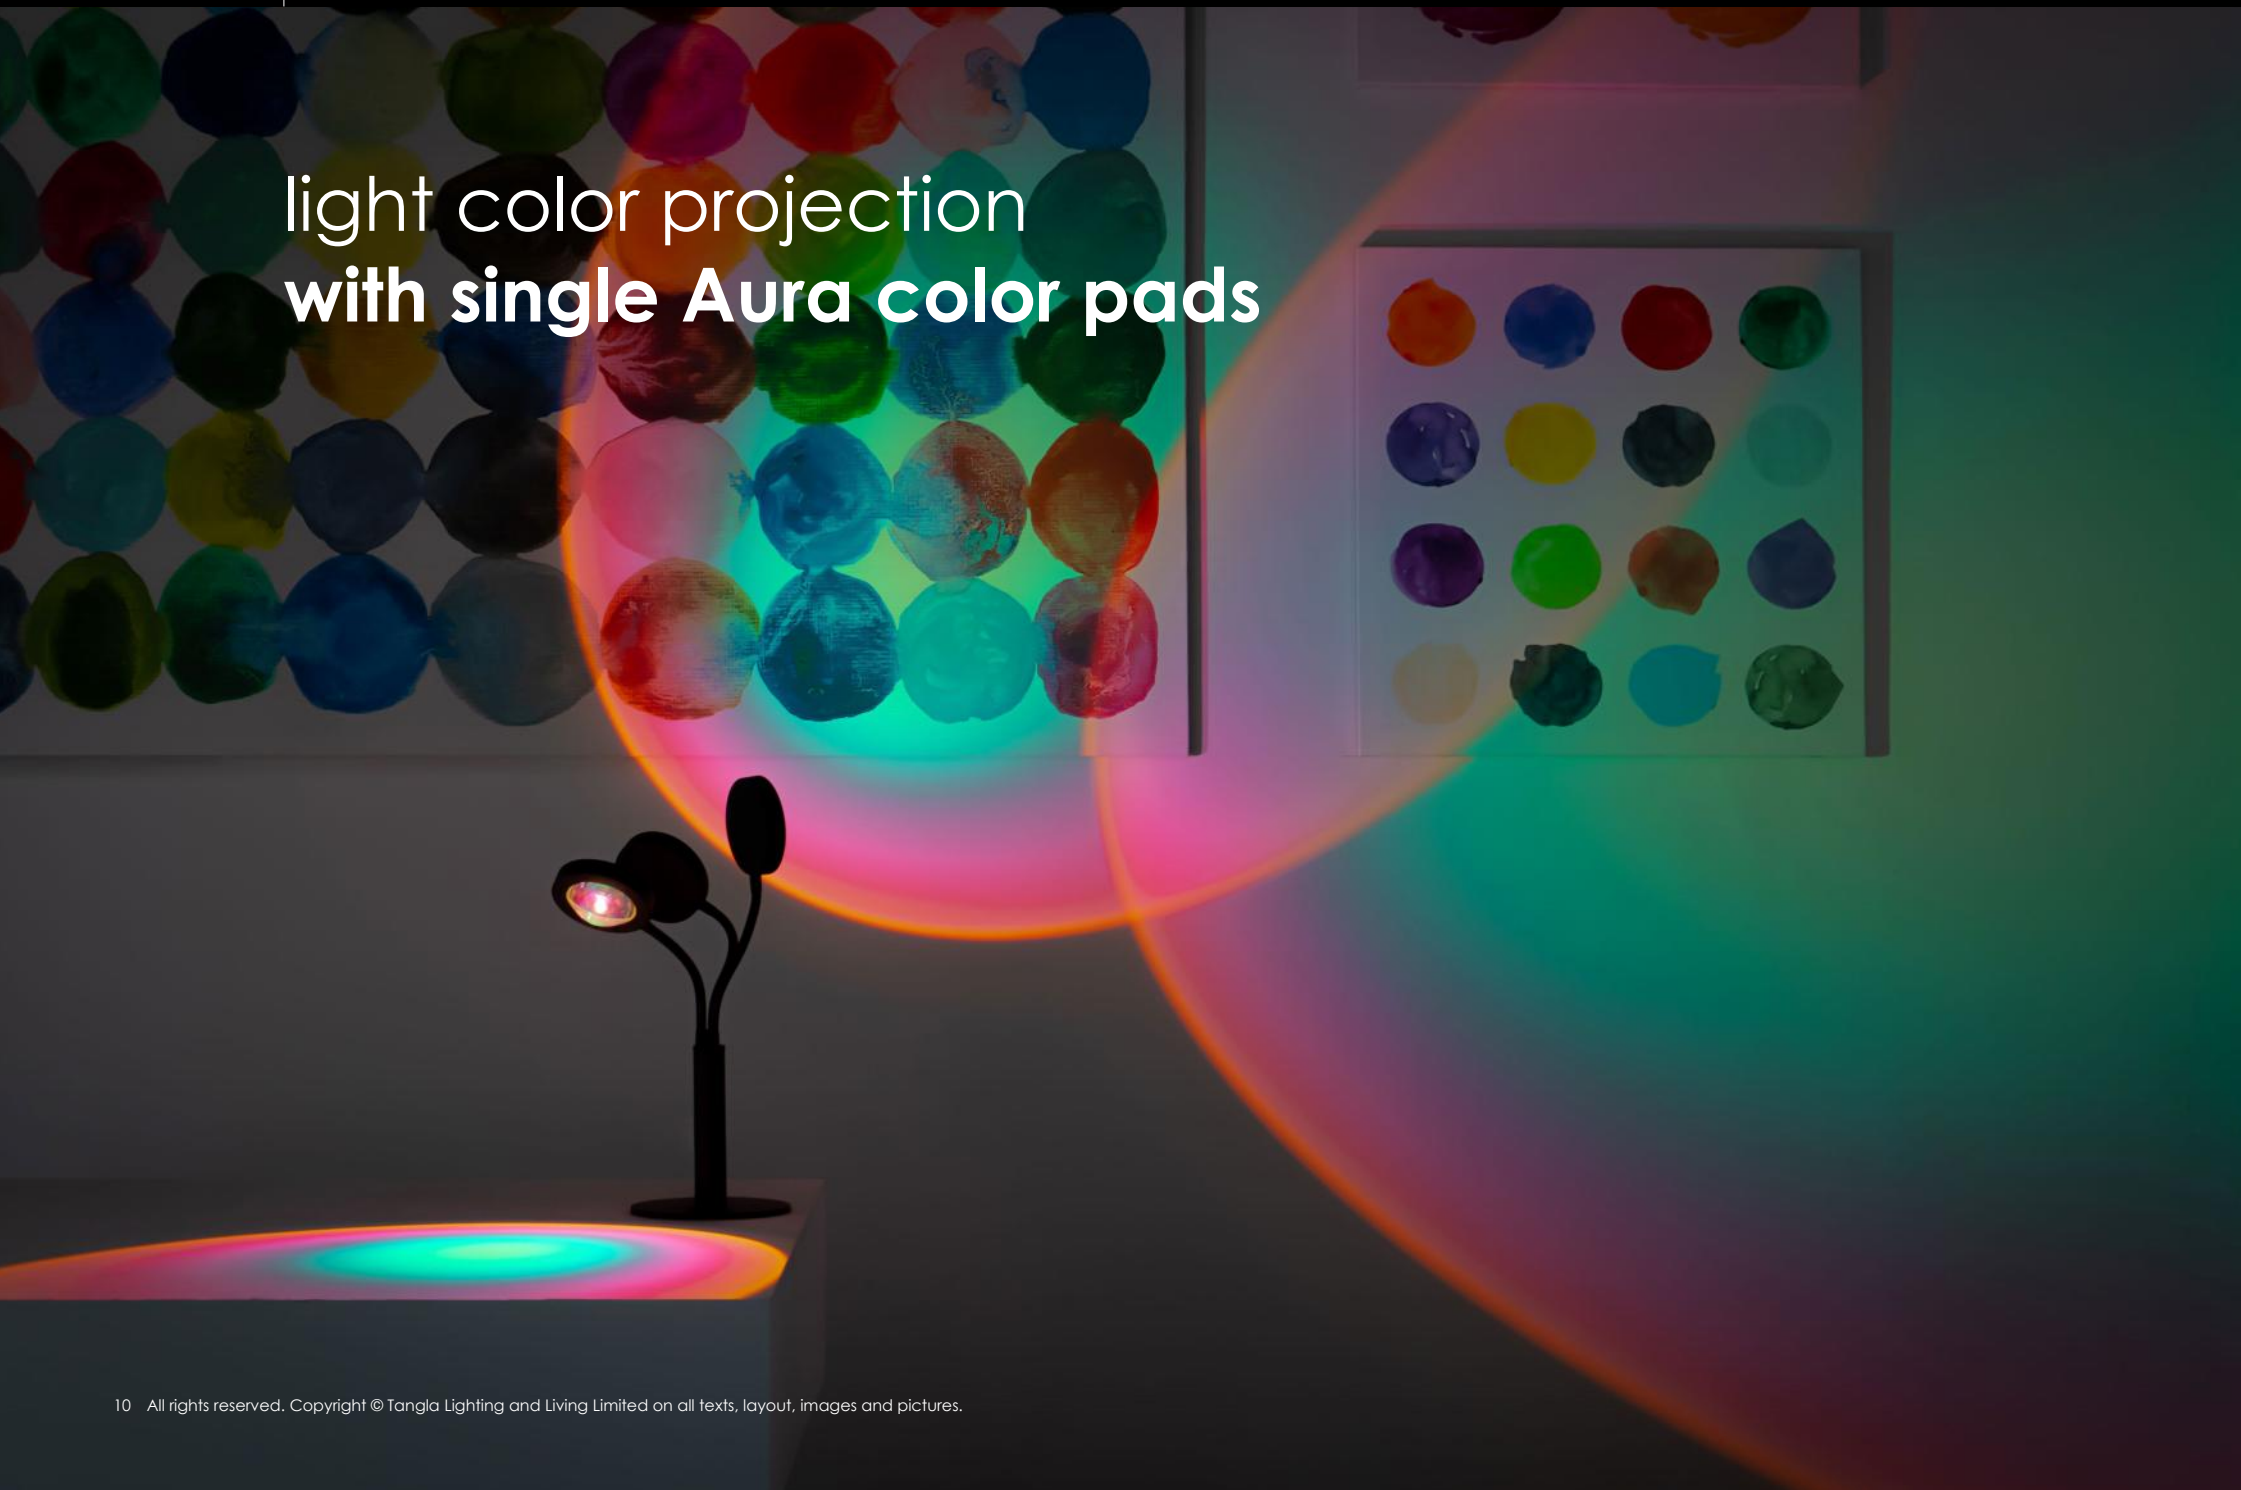 light color projection
with single Aura color pads
10 All rights reserved. Copyright © Tangla Lighting and Living Limited on all texts, layout, images and pictures.